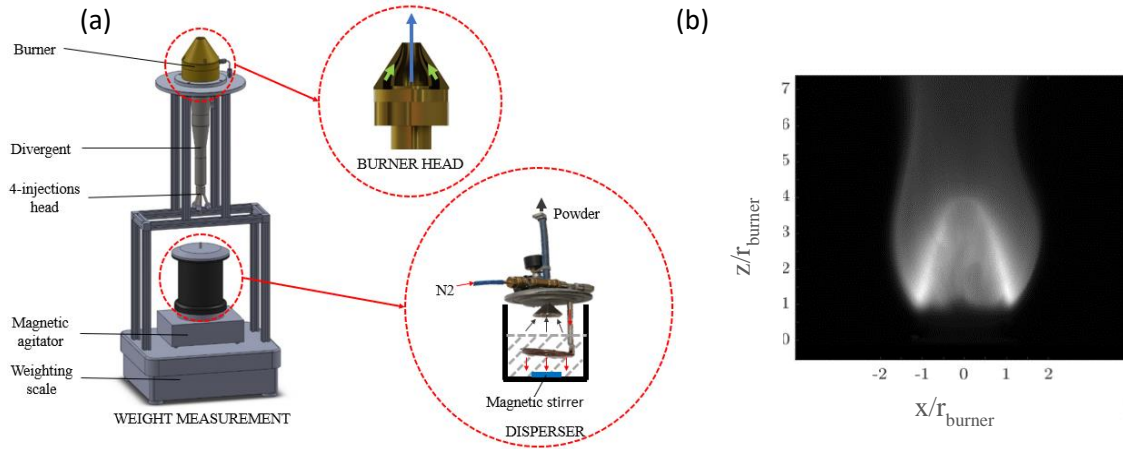 (a)
Burner
Divergent
4-injections
head
Magnetic
agitator
Weighting
scale
WEIGHT MEASUREMENT
BURNER HEAD
Powder
N2
Magnetic stirrer
DISPERSER
(b)
7
6
5
4
3
2
1
0
z/r_burner
-2 -1 0 1 2
x/r_burner